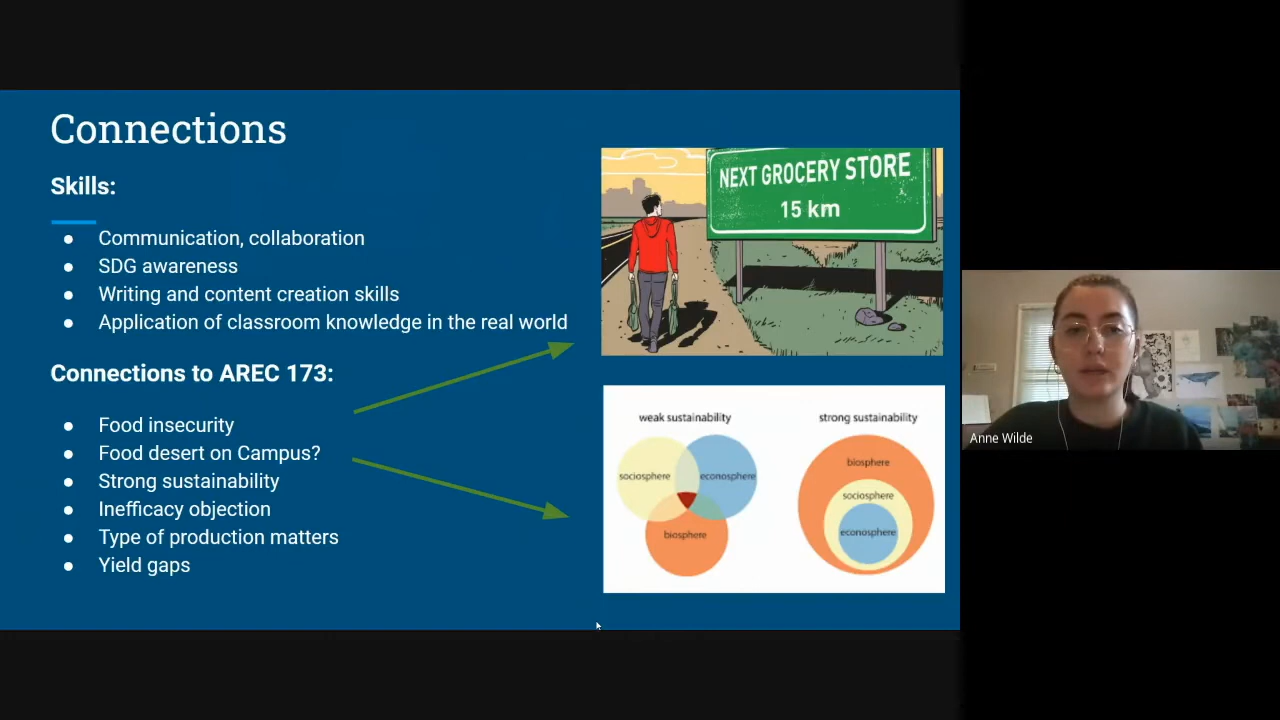 Connections
Skills:
● Communication, collaboration
● SDG awareness
● Writing and content creation skills
● Application of classroom knowledge in the real world
Connections to AREC 173:
● Food insecurity
● Food desert on Campus?
● Strong sustainability
● Inefficacy objection
● Type of production matters
● Yield gaps
NEXT GROCERY STORE
15 km
weak sustainability
sociosphere
econosphere
biosphere
strong sustainability
biosphere
sociosphere
econosphere
Anne Wilde